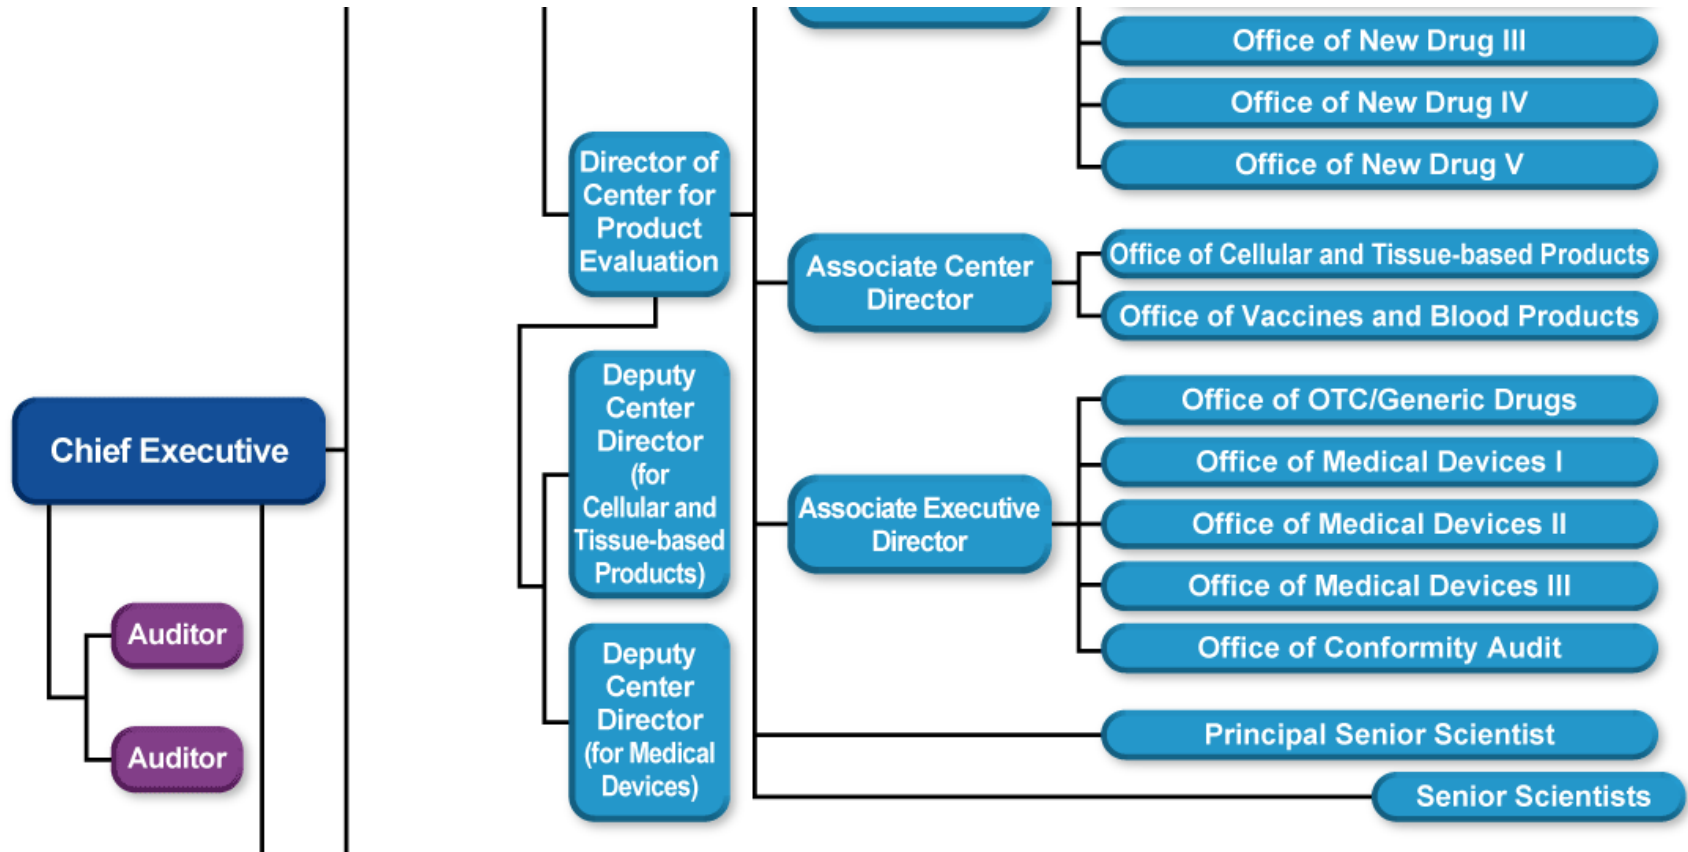 Office of New Drug III
Office of New Drug IV
Office of New Drug V
Director of
Center for
Product
Evaluation
Associate Center
Director
Office of Cellular and Tissue-based Products
Office of Vaccines and Blood Products
Deputy
Center
Director
(for
Cellular and
Tissue-based
Products)
Chief Executive
Office of OTC/Generic Drugs
Office of Medical Devices I
Associate Executive
Director
Office of Medical Devices II
Office of Medical Devices III
Office of Conformity Audit
Auditor
Auditor
Deputy
Center
Director
(for Medical
Devices)
Principal Senior Scientist
Senior Scientists